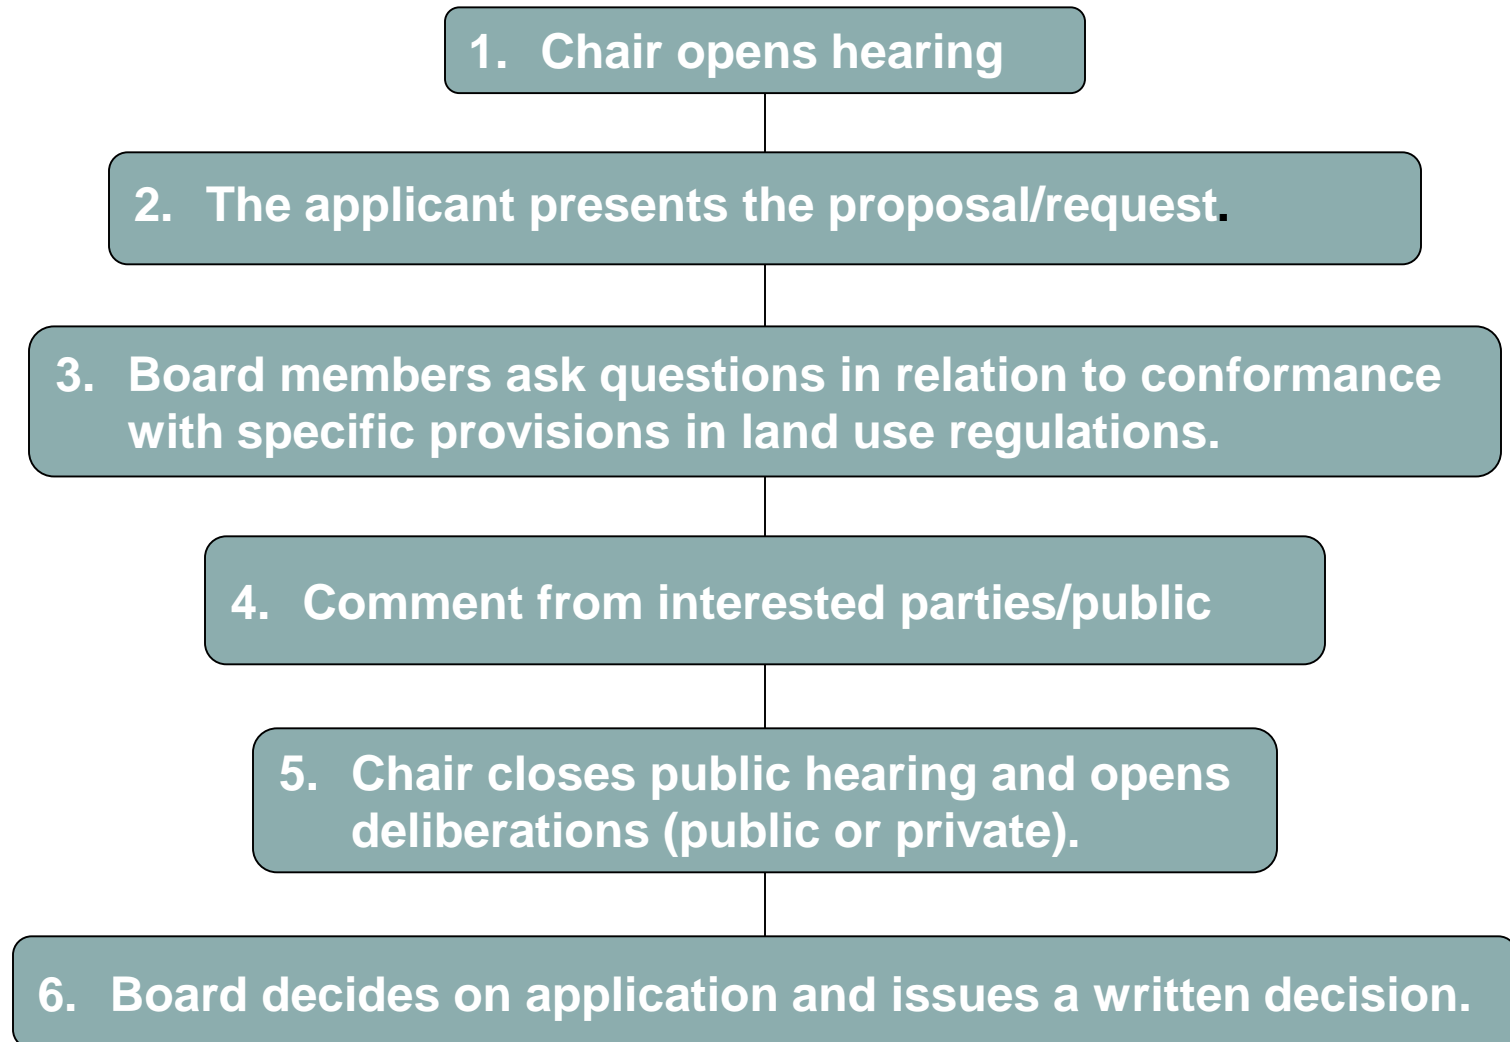 1. Chair opens hearing
2. The applicant presents the proposal/request.
3. Board members ask questions in relation to conformance
with specific provisions in land use regulations.
4. Comment from interested parties/public
5. Chair closes public hearing and opens
deliberations (public or private).
6. Board decides on application and issues a written decision.